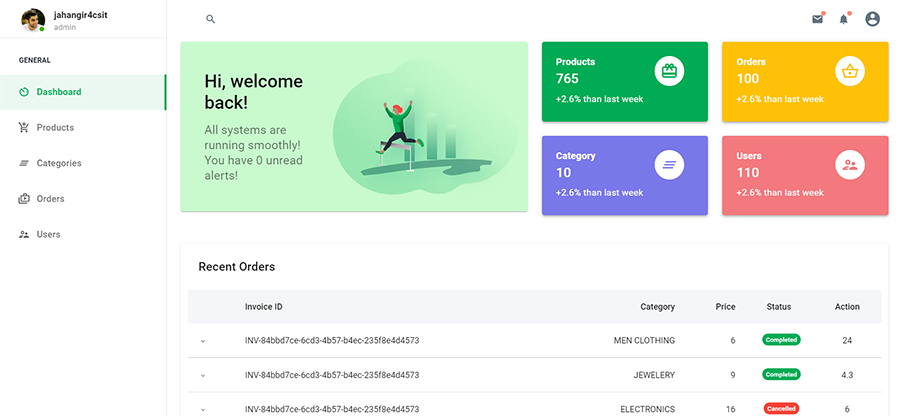 jahangir4csit
admin
GENERAL
Dashboard
Products
Categories
Orders
Users
Hi, welcome
back!
All systems are
running smoothly!
You have 0 unread
alerts!
Products
765
+2.6% than last week
Orders
100
+2.6% than last week
Category
10
+2.6% than last week
Users
110
+2.6% than last week
Recent Orders
Invoice ID Category Price Status Action
INV-84bbd7ce-6cd3-4b57-b4ec-235f8e4d4573 MEN CLOTHING 6 Completed 24
INV-84bbd7ce-6cd3-4b57-b4ec-235f8e4d4573 JEWELERY 9 Completed 4.3
INV-84bbd7ce-6cd3-4b57-b4ec-235f8e4d4573 ELECTRONICS 16 Cancelled 6